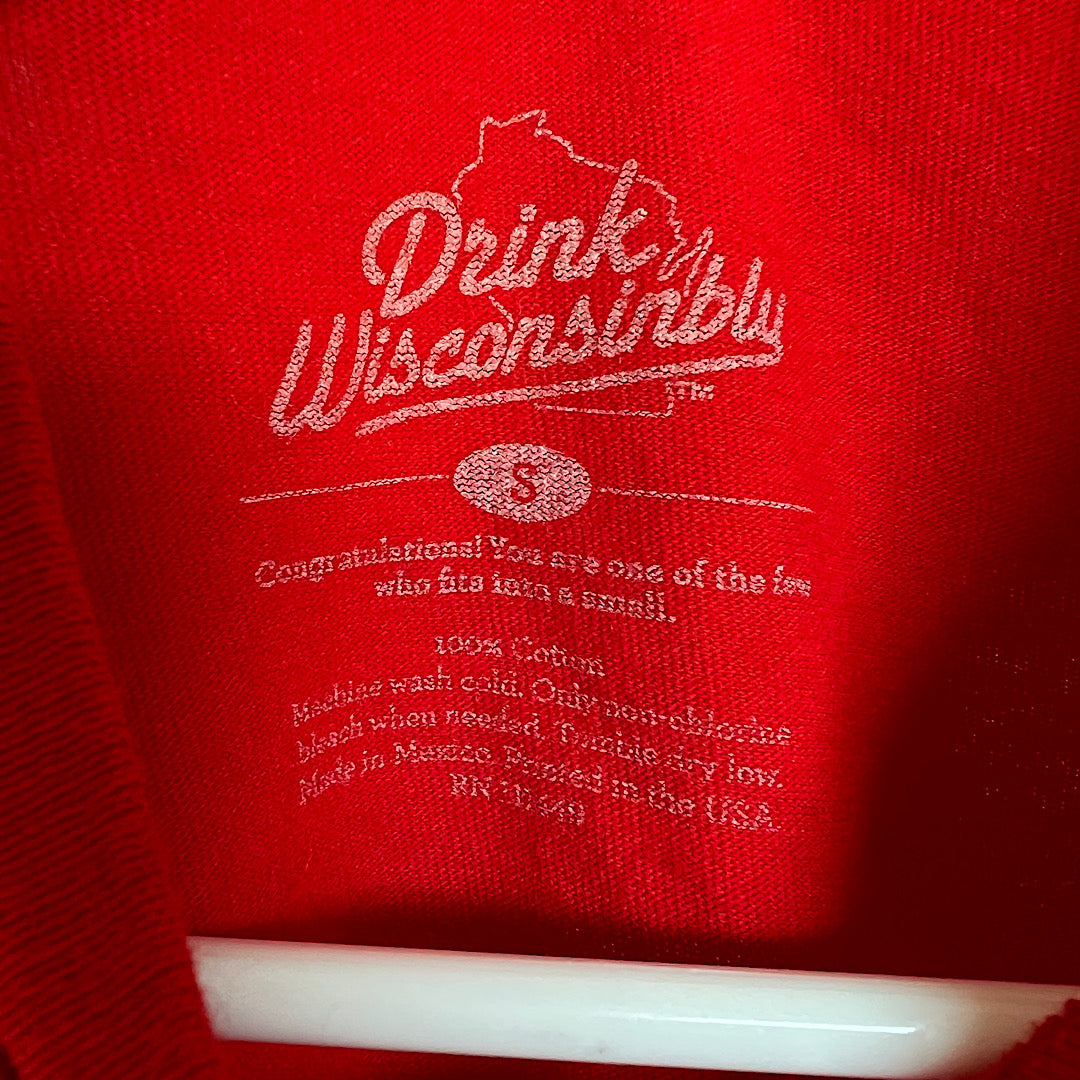 Drink
Wisconsinbly
TM
S
Congratulations! You are one of the few
who fits into a small.
100% Cotton
Machine wash cold. Only non-chlorine
bleach when needed. Tumble dry low.
Made in Mexico. Printed in the USA
RN